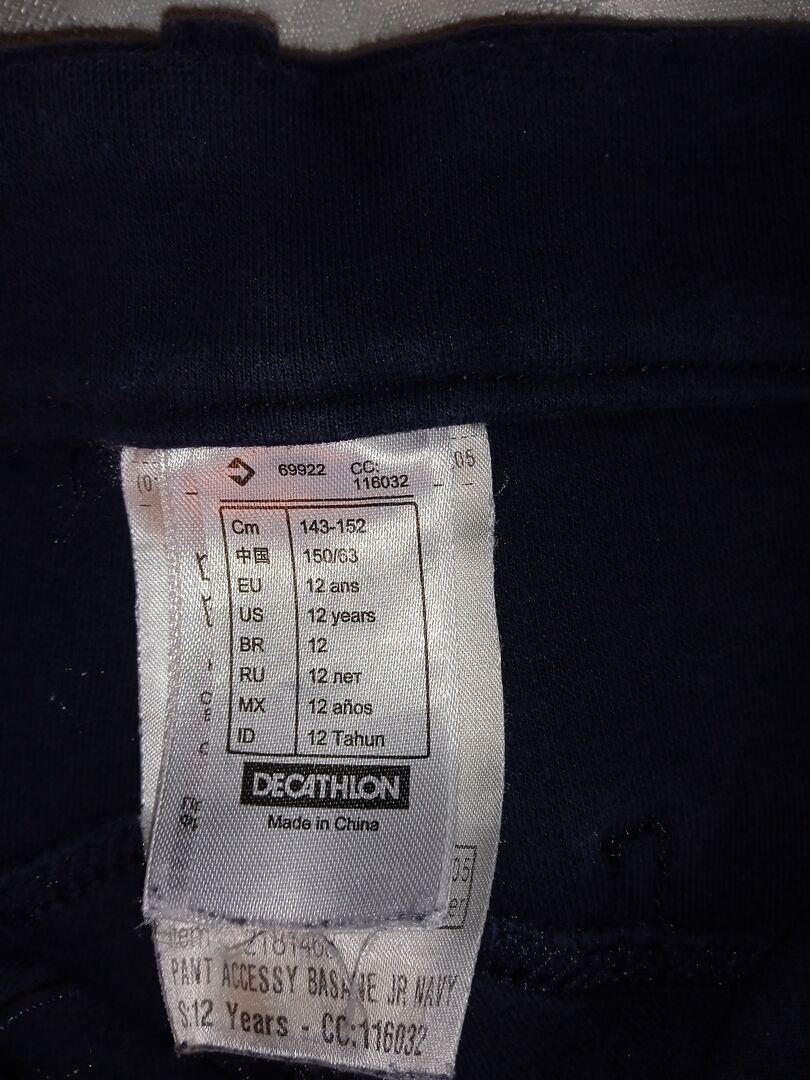 69922 CC:
116032
05
Cm 143-152
中国 150/63
EU 12 ans
US 12 years
BR 12
RU 12 лет
MX 12 años
ID 12 Tahun
DECATHLON
Made in China
PANT ACCESSY BASANE JR NAVY
S:12 Years - CC:116032